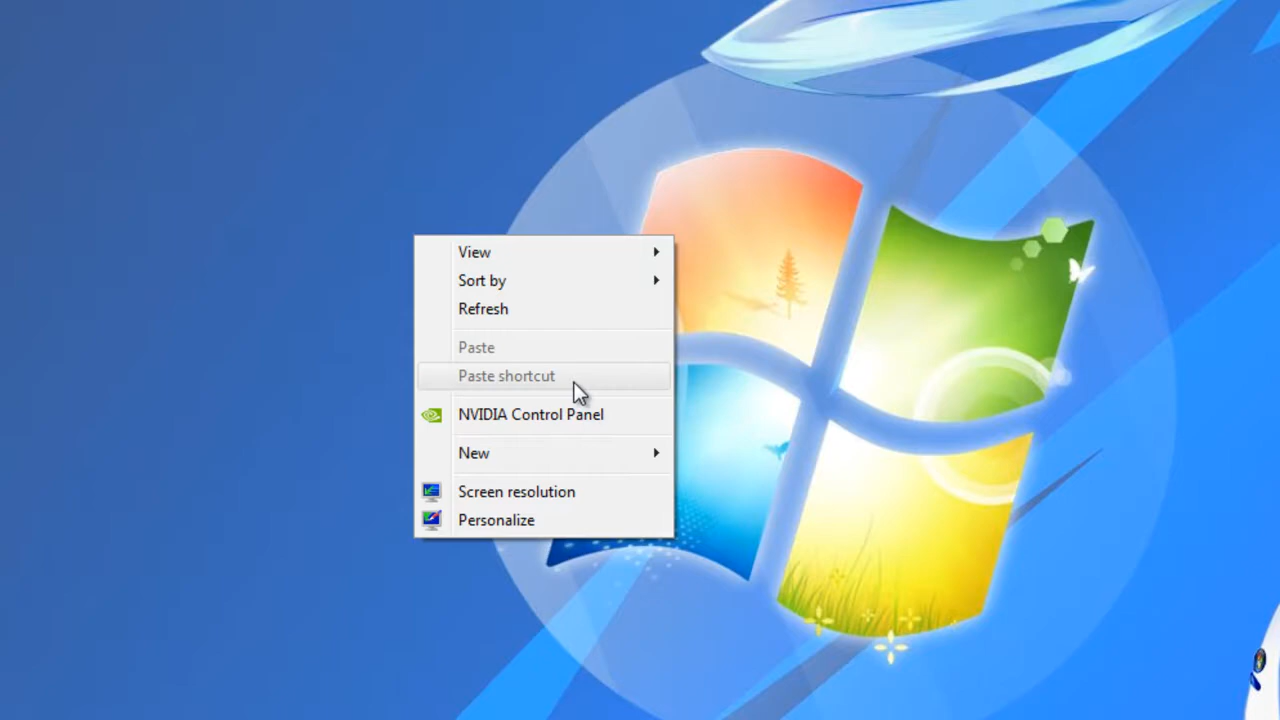 View
Sort by
Refresh
Paste
Paste shortcut
NVIDIA Control Panel
New
Screen resolution
Personalize